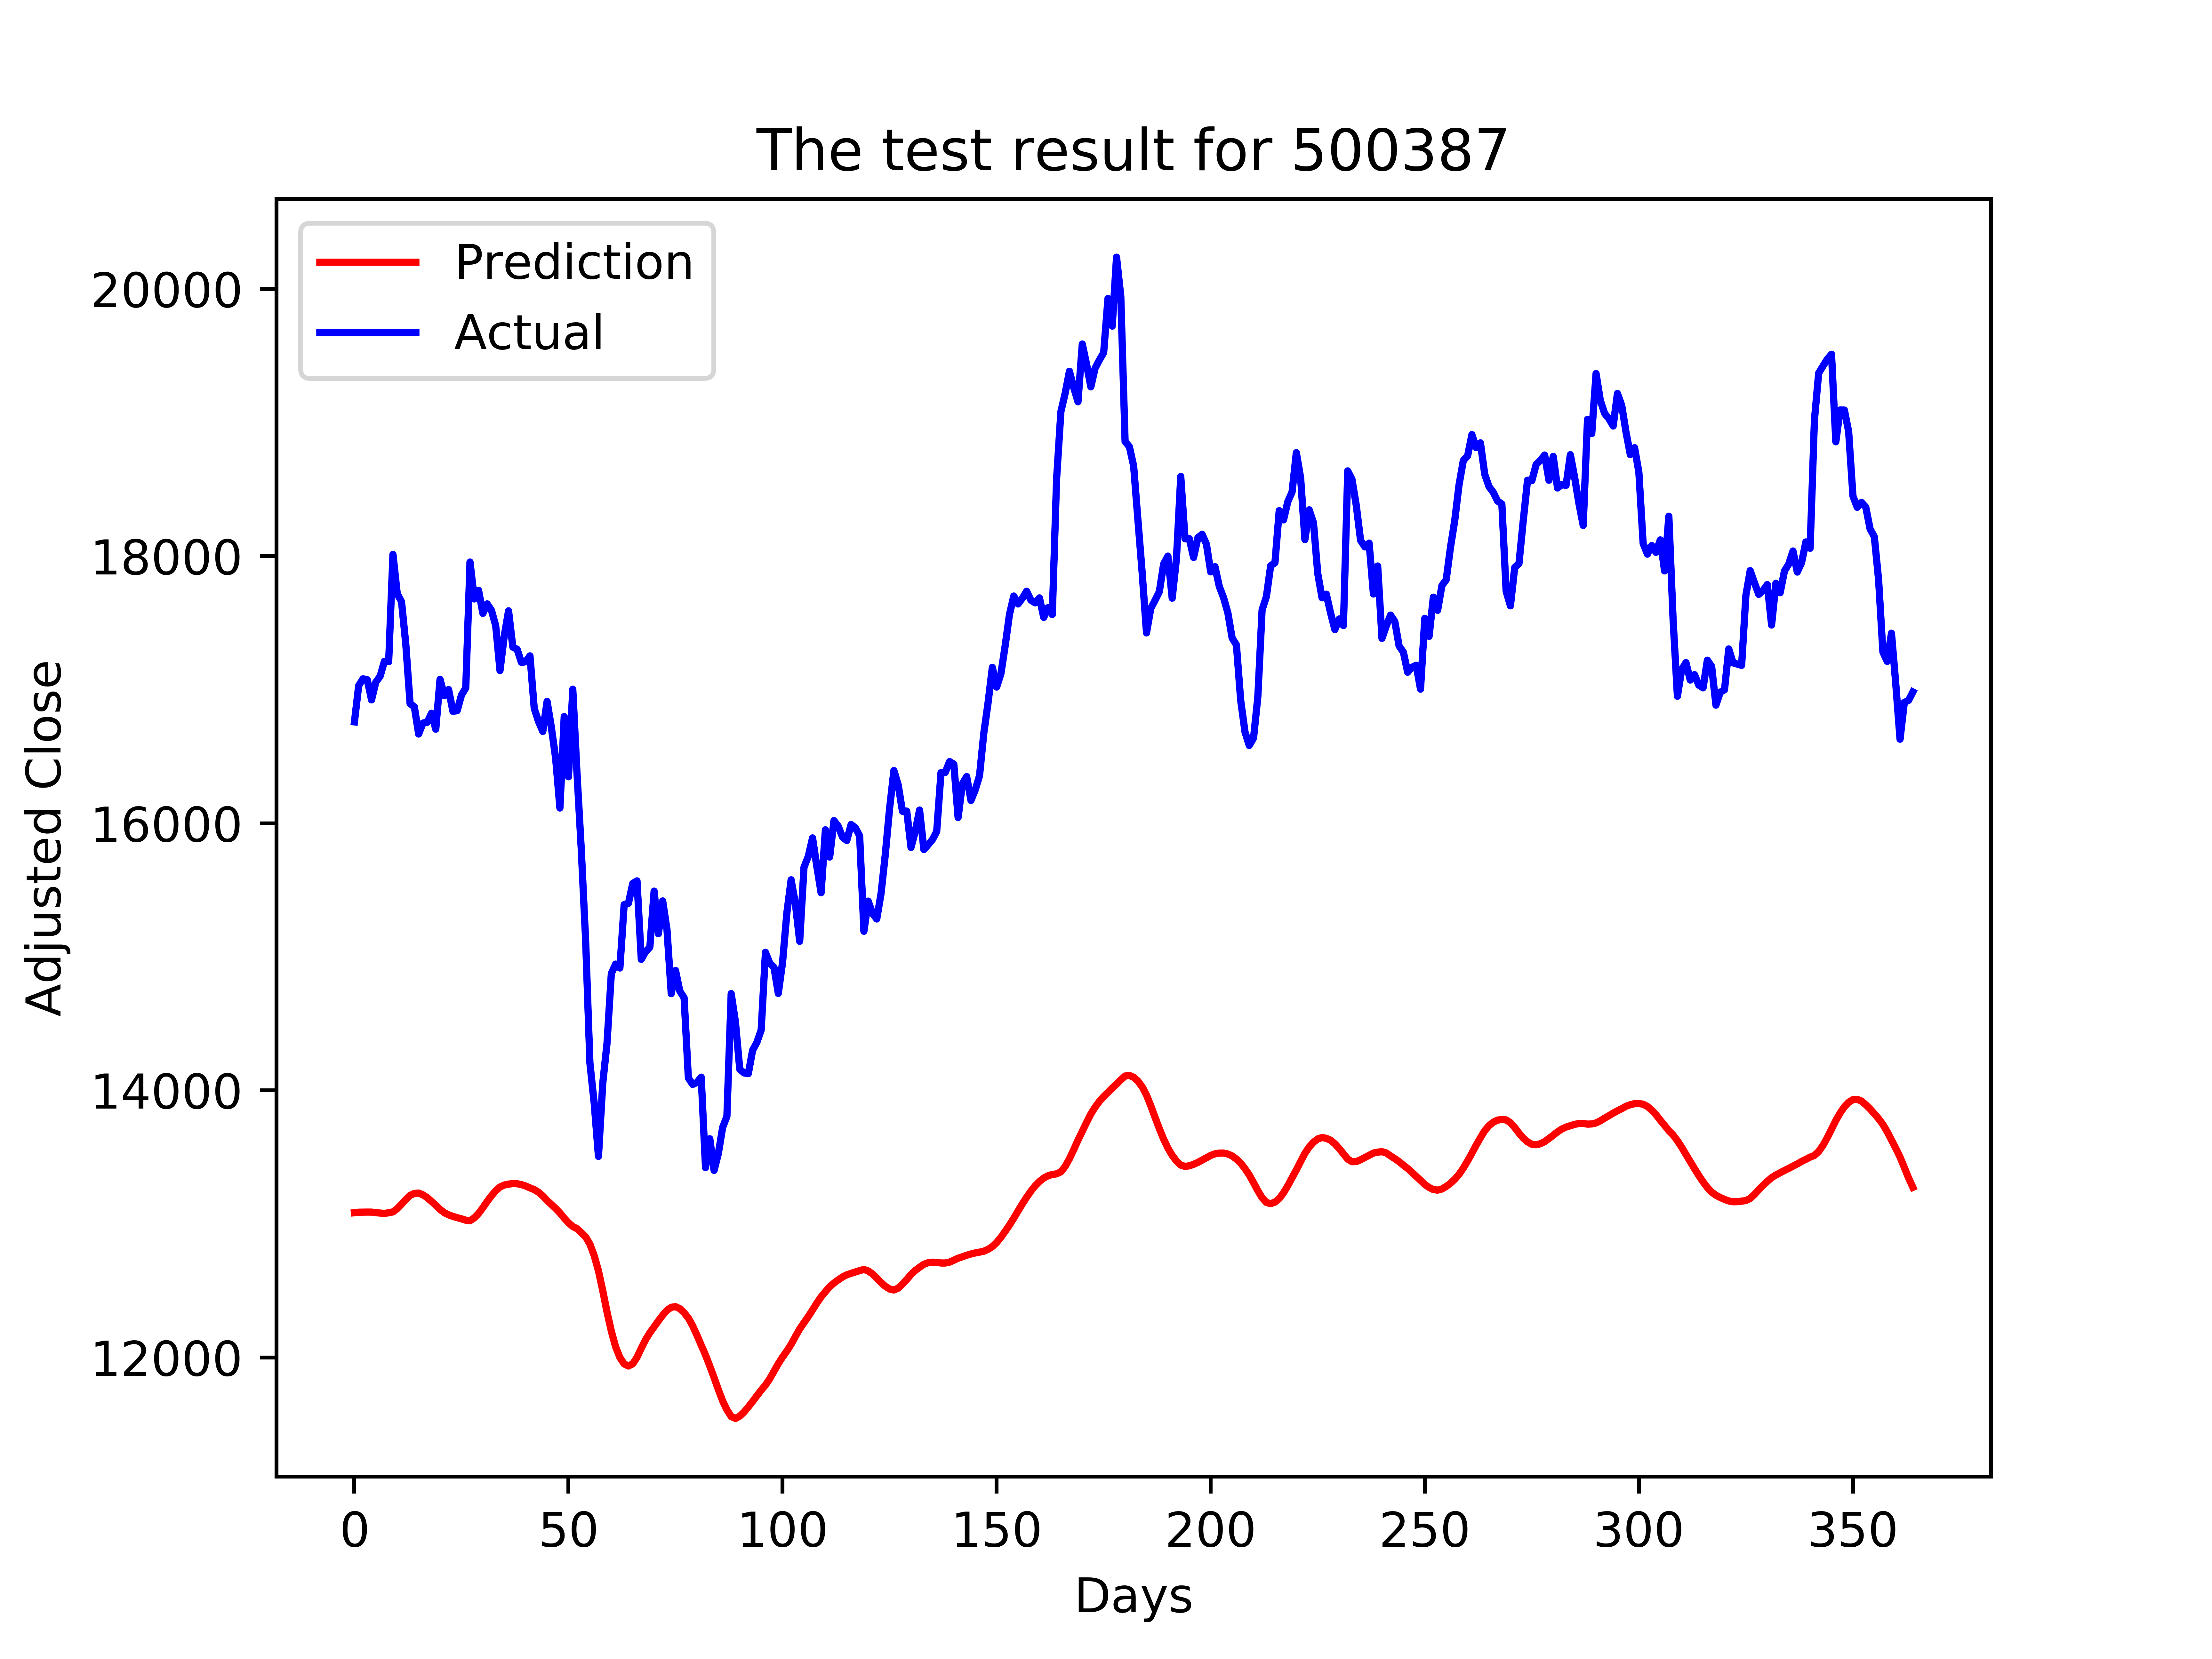 The test result for 500387
Prediction
Actual
20000
18000
16000
14000
12000
Adjusted Close
0 50 100 150 200 250 300 350
Days